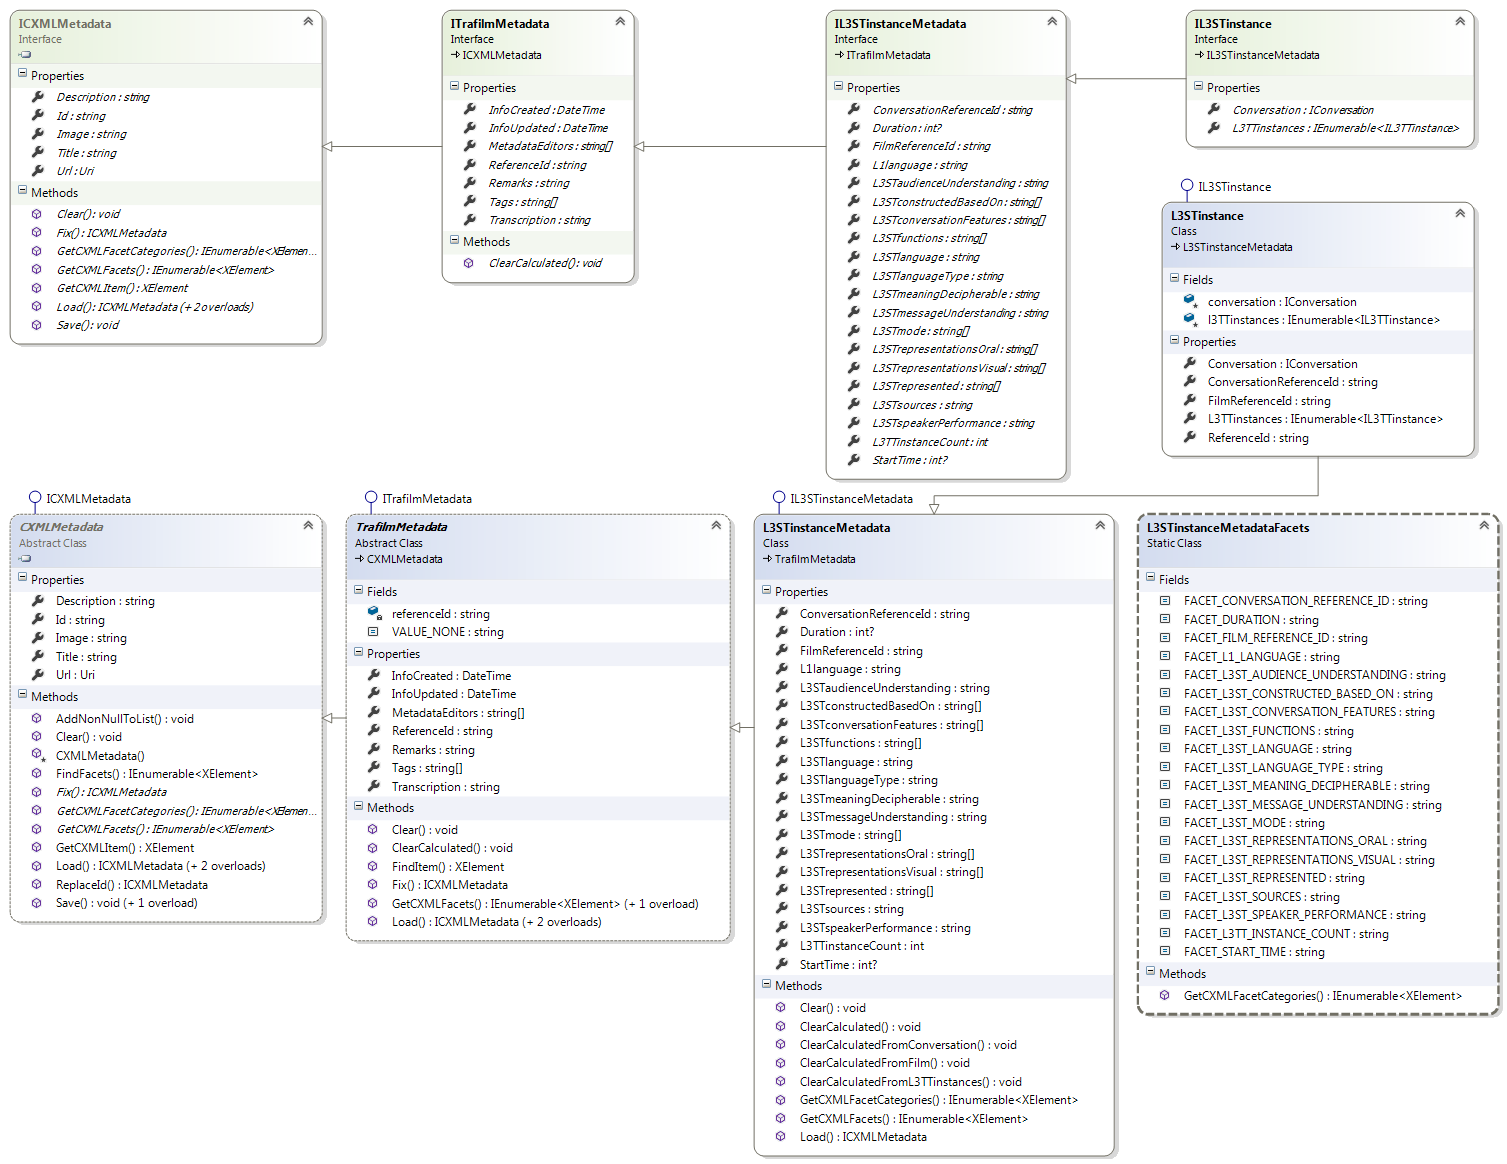 ICXMLMetadata
Interface
Properties
Description : string
Id : string
Image : string
Title : string
Url : Uri
Methods
Clear() : void
Fix() : ICXMLMetadata
GetCXMLFacetCategories() : IEnumerable<XElemen...
GetCXMLFacets() : IEnumerable<XElement>
GetCXMLItem() : XElement
Load() : ICXMLMetadata (+ 2 overloads)
Save() : void
ITrafilmMetadata
Interface
ICXMLMetadata
Properties
InfoCreated : DateTime
InfoUpdated : DateTime
MetadataEditors : string[]
ReferenceId : string
Remarks : string
Tags : string[]
Transcription : string
Methods
ClearCalculated() : void
IL3STinstanceMetadata
Interface
ITrafilmMetadata
Properties
ConversationReferenceId : string
Duration : int?
FilmReferenceId : string
L1language : string
L3STaudienceUnderstanding : string
L3STconstructedBasedOn : string[]
L3STconversationFeatures : string[]
L3STfunctions : string[]
L3STlanguage : string
L3STlanguageType : string
L3STmeaningDecipherable : string
L3STmessageUnderstanding : string
L3STmode : string[]
L3STrepresentationsOral : string[]
L3STrepresentationsVisual : string[]
L3STrepresented : string[]
L3STsources : string
L3STspeakerPerformance : string
L3TTinstanceCount : int
StartTime : int?
IL3STinstance
Interface
IL3STinstanceMetadata
Properties
Conversation : IConversation
L3TTinstances : IEnumerable<IL3TTinstance>
IL3STinstance
L3STinstance
Class
L3STinstanceMetadata
Fields
conversation : IConversation
l3TTinstances : IEnumerable<IL3TTinstance>
Properties
Conversation : IConversation
ConversationReferenceId : string
FilmReferenceId : string
L3TTinstances : IEnumerable<IL3TTinstance>
ReferenceId : string
ICXMLMetadata
CXMLMetadata
Abstract Class
Properties
Description : string
Id : string
Image : string
Title : string
Url : Uri
Methods
AddNonNullToList() : void
Clear() : void
CXMLMetadata()
FindFacets() : IEnumerable<XElement>
Fix() : ICXMLMetadata
GetCXMLFacetCategories() : IEnumerable<XElemen...
GetCXMLFacets() : IEnumerable<XElement>
GetCXMLItem() : XElement
Load() : ICXMLMetadata (+ 2 overloads)
ReplaceId() : ICXMLMetadata
Save() : void (+ 1 overload)
ITrafilmMetadata
TrafilmMetadata
Abstract Class
CXMLMetadata
Fields
referenceId : string
VALUE_NONE : string
Properties
InfoCreated : DateTime
InfoUpdated : DateTime
MetadataEditors : string[]
ReferenceId : string
Remarks : string
Tags : string[]
Transcription : string
Methods
Clear() : void
ClearCalculated() : void
FindItem() : XElement
Fix() : ICXMLMetadata
GetCXMLFacets() : IEnumerable<XElement> (+ 1 overload)
Load() : ICXMLMetadata (+ 2 overloads)
IL3STinstanceMetadata
L3STinstanceMetadata
Class
TrafilmMetadata
Properties
ConversationReferenceId : string
Duration : int?
FilmReferenceId : string
L1language : string
L3STaudienceUnderstanding : string
L3STconstructedBasedOn : string[]
L3STconversationFeatures : string[]
L3STfunctions : string[]
L3STlanguage : string
L3STlanguageType : string
L3STmeaningDecipherable : string
L3STmessageUnderstanding : string
L3STmode : string[]
L3STrepresentationsOral : string[]
L3STrepresentationsVisual : string[]
L3STrepresented : string[]
L3STsources : string
L3STspeakerPerformance : string
L3TTinstanceCount : int
StartTime : int?
Methods
Clear() : void
ClearCalculated() : void
ClearCalculatedFromConversation() : void
ClearCalculatedFromFilm() : void
ClearCalculatedFromL3TTinstances() : void
GetCXMLFacetCategories() : IEnumerable<XElement>
GetCXMLFacets() : IEnumerable<XElement>
Load() : ICXMLMetadata
L3STinstanceMetadataFacets
Static Class
Fields
FACET_CONVERSATION_REFERENCE_ID : string
FACET_DURATION : string
FACET_FILM_REFERENCE_ID : string
FACET_L1_LANGUAGE : string
FACET_L3ST_AUDIENCE_UNDERSTANDING : string
FACET_L3ST_CONSTRUCTED_BASED_ON : string
FACET_L3ST_CONVERSATION_FEATURES : string
FACET_L3ST_FUNCTIONS : string
FACET_L3ST_LANGUAGE : string
FACET_L3ST_LANGUAGE_TYPE : string
FACET_L3ST_MEANING_DECIPHERABLE : string
FACET_L3ST_MESSAGE_UNDERSTANDING : string
FACET_L3ST_MODE : string
FACET_L3ST_REPRESENTATIONS_ORAL : string
FACET_L3ST_REPRESENTATIONS_VISUAL : string
FACET_L3ST_REPRESENTED : string
FACET_L3ST_SOURCES : string
FACET_L3ST_SPEAKER_PERFORMANCE : string
FACET_L3TT_INSTANCE_COUNT : string
FACET_START_TIME : string
Methods
GetCXMLFacetCategories() : IEnumerable<XElement>